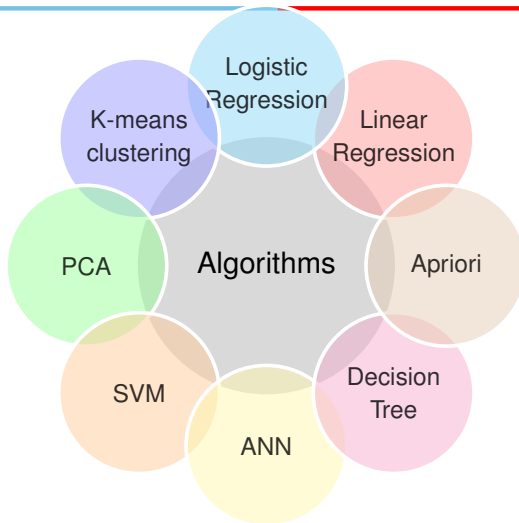 Logistic
Regression
K-means
clustering
Linear
Regression
PCA
Algorithms
Apriori
SVM
Decision
Tree
ANN